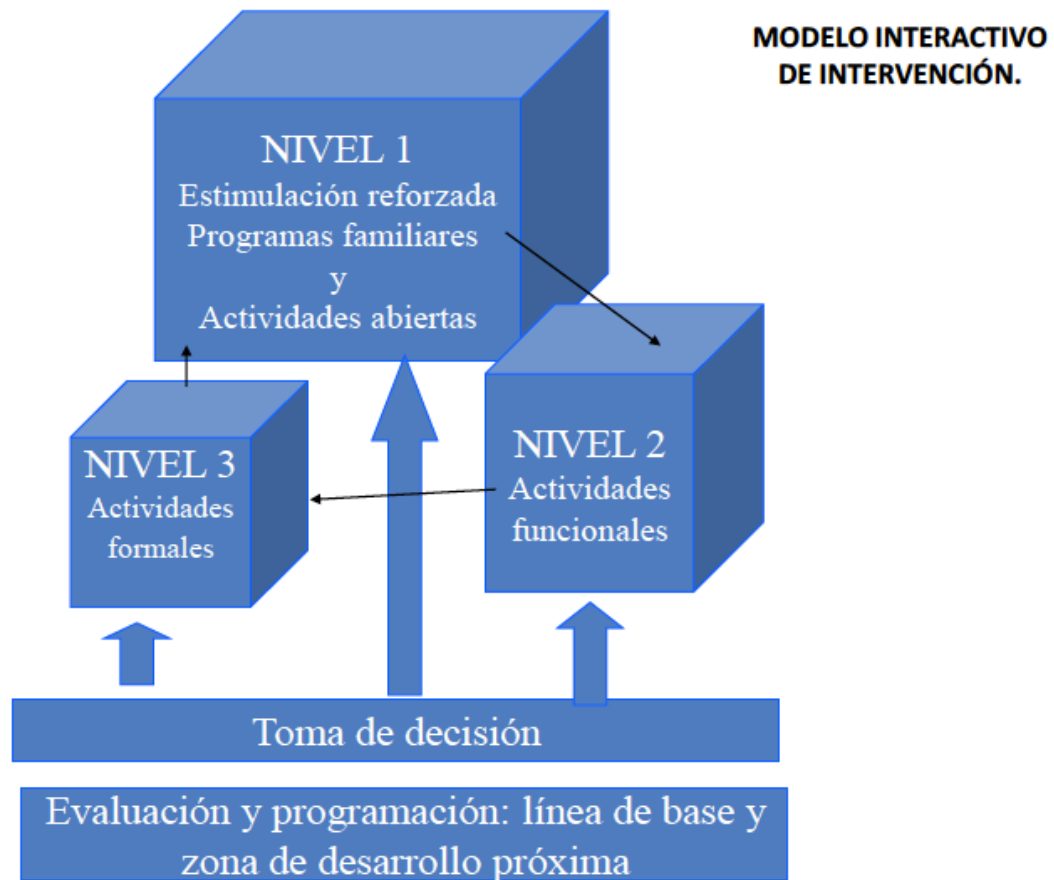 MODELO INTERACTIVO
DE INTERVENCIÓN.
NIVEL 1
Estimulación reforzada
Programas familiares
y
Actividades abiertas
NIVEL 2
Actividades
funcionales
NIVEL 3
Actividades
formales
Toma de decisión
Evaluación y programación: línea de base y
zona de desarrollo próxima